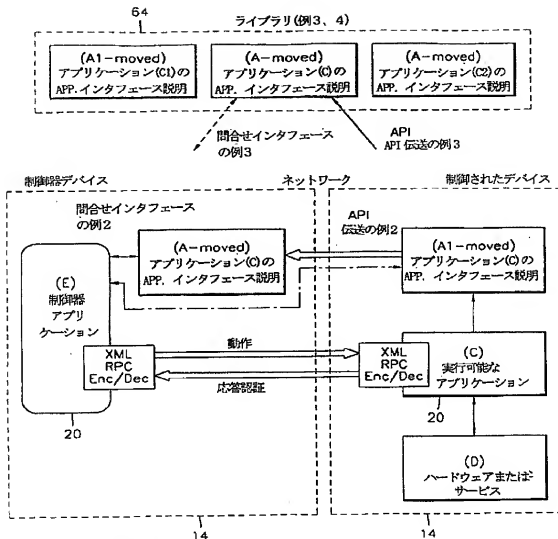 64
ライブラリ(例3、4)
(A1-moved)
アプリケーション(C1)の
APP.インタフェース説明
(A-moved)
アプリケーション(C)の
APP.インタフェース説明
(A-moved)
アプリケーション(C2)の
APP.インタフェース説明
問合せインタフェース
の例3
API
API 伝送の例3
制御器デバイス
ネットワーク
制御されたデバイス
問合せインタフェース
の例2
(A-moved)
アプリケーション(C)の
APP. インタフェース説明
API
伝送の例2
(A1-moved)
アプリケーション(C)の
APP. インタフェース説明
(E)
制御器
アプリ
ケーション
XML
RPC
Enc/Dec
動作
応答認証
XML
RPC
Enc/Dec
(C)
実行可能な
アプリケーション
20
20
(D)
ハードウェアまたは
サービス
14
14